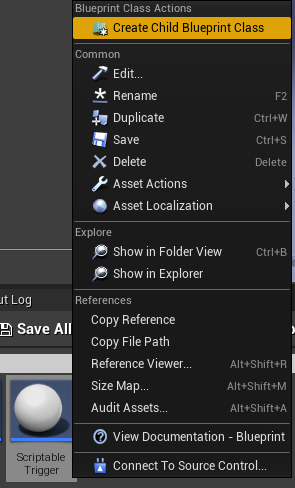 Blueprint Class Actions
Create Child Blueprint Class
Common
Edit...
Rename F2
Duplicate Ctrl+W
Save Ctrl+S
Delete Delete
Asset Actions
Asset Localization
Explore
Show in Folder View Ctrl+B
Show in Explorer
References
ut Log
Copy Reference
Save All
Copy File Path
Reference Viewer... Alt+Shift+R
Size Map... Alt+Shift+M
Audit Assets... Alt+Shift+A
View Documentation - Blueprint
Scriptable
Trigger
Connect To Source Control...